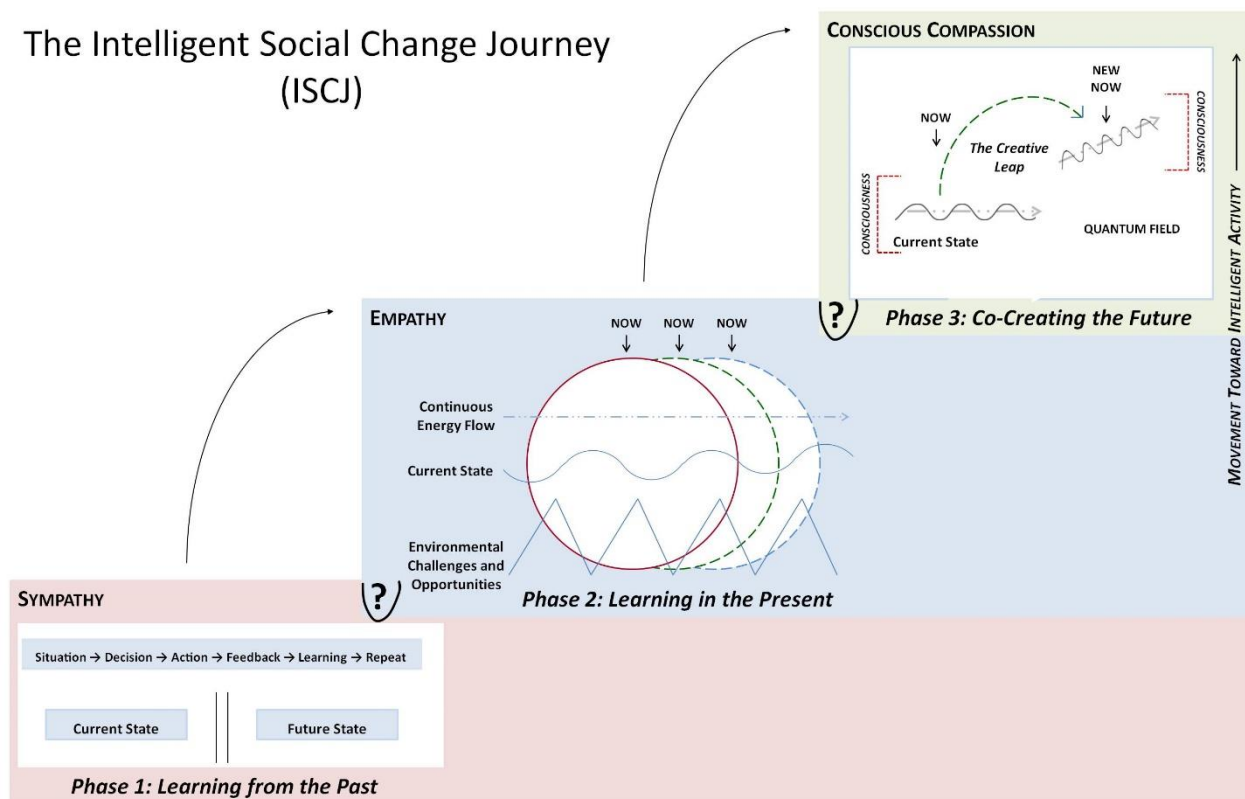 The Intelligent Social Change Journey
(ISCJ)
CONSCIOUS COMPASSION
NEW
NOW
NOW
The Creative
Leap
CONSCIOUSNESS
CONSCIOUSNESS
Current State
QUANTUM FIELD
Phase 3: Co-Creating the Future
?
MOVEMENT TOWARD INTELLIGENT ACTIVITY
EMPATHY
NOW NOW NOW
Continuous
Energy Flow
Current State
Environmental
Challenges and
Opportunities
Phase 2: Learning in the Present
?
SYMPATHY
Situation → Decision → Action → Feedback → Learning → Repeat
Current State
Future State
Phase 1: Learning from the Past